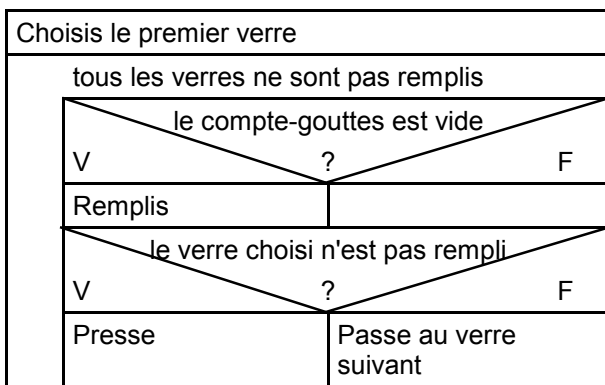 Choisis le premier verre
tous les verres ne sont pas remplis
le compte-gouttes est vide
V ? F
Remplis
le verre choisi n'est pas rempli
V ? F
Presse
Passe au verre
suivant